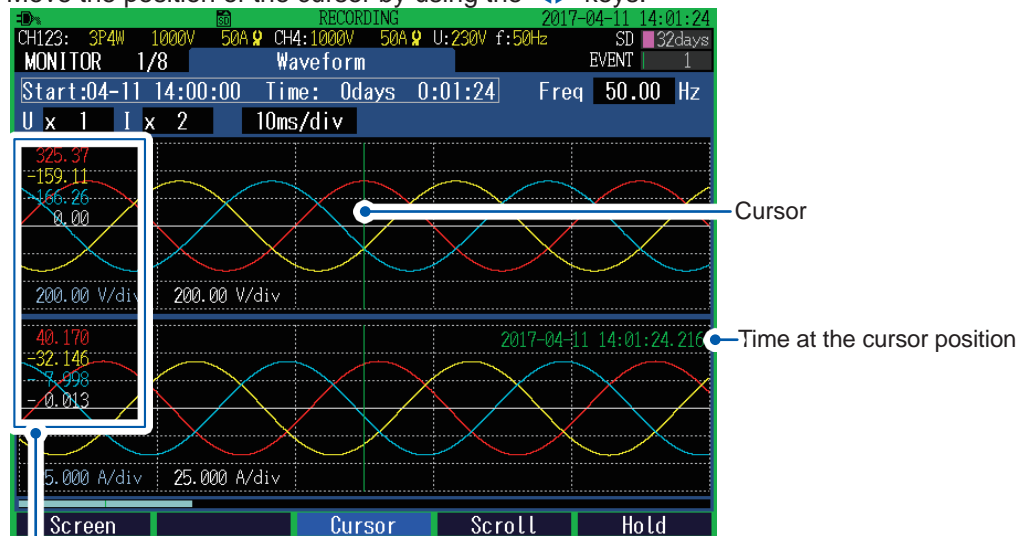 Move the position of the cursor by using the keys.
SD RECORDING 2017-04-11 14:01:24
CH123: 3P4W 1000V 50A CH4:1000V 50A U:230V f:50Hz SD 32days
MONITOR 1/8 Waveform EVENT 1
Start:04-11 14:00:00 Time: 0days 0:01:24 Freq 50.00 Hz
U x 1 I x 2 10ms/div
325.37
-159.11
-166.26
0.00
Cursor
200.00 V/div 200.00 V/div
40.170 2017-04-11 14:01:24.216
Time at the cursor position
-32.146
- 7.998
- 0.013
5.000 A/div 25.000 A/div
Screen Cursor Scroll Hold